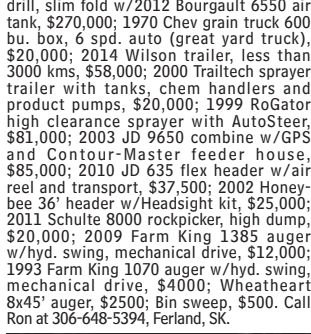 drill, slim fold w/2012 Bourgault 6550 air
tank, $270,000; 1970 Chev grain truck 600
bu. box, 6 spd. auto (great yard truck),
$20,000; 2014 Wilson trailer, less than
3000 kms, $58,000; 2000 Trailtech sprayer
trailer with tanks, chem handlers and
product pumps, $20,000; 1999 RoGator
high clearance sprayer with AutoSteer,
$81,000; 2003 JD 9650 combine w/GPS
and Contour-Master feeder house,
$85,000; 2010 JD 635 flex header w/air
reel and transport, $37,500; 2002 Honey-
bee 36' header w/Headsight kit, $25,000;
2011 Schulte 8000 rockpicker, high dump,
$20,000; 2009 Farm King 1385 auger
w/hyd. swing, mechanical drive, $12,000;
1993 Farm King 1070 auger w/hyd. swing,
mechanical drive, $4000; Wheatheart
8x45' auger, $2500; Bin sweep, $500. Call
Ron at 306-648-5394, Ferland, SK.